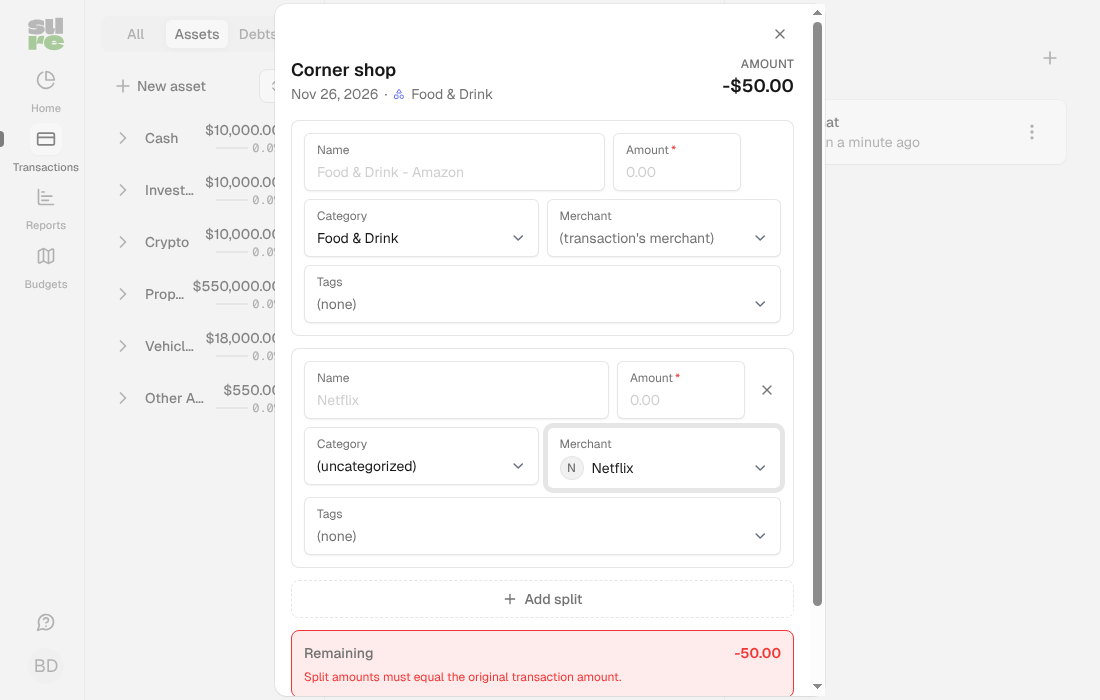 sure
All
Assets
Debts
AMOUNT
Corner shop
-$50.00
Nov 26, 2026 · Food & Drink
New asset
Home
Cash
$10,000.00
0.0%
Transactions
Invest...
$10,000.00
0.0%
Reports
Crypto
$10,000.00
0.0%
Budgets
Prop...
$550,000.00
0.0%
Vehicl...
$18,000.00
0.0%
Other A...
$550.00
0.0%
BD
Name
Food & Drink - Amazon
Amount *
0.00
Category
Food & Drink
Merchant
(transaction's merchant)
Tags
(none)
Name
Netflix
Amount *
0.00
Category
(uncategorized)
Merchant
N Netflix
Tags
(none)
Add split
Remaining
-50.00
Split amounts must equal the original transaction amount.
at
n a minute ago